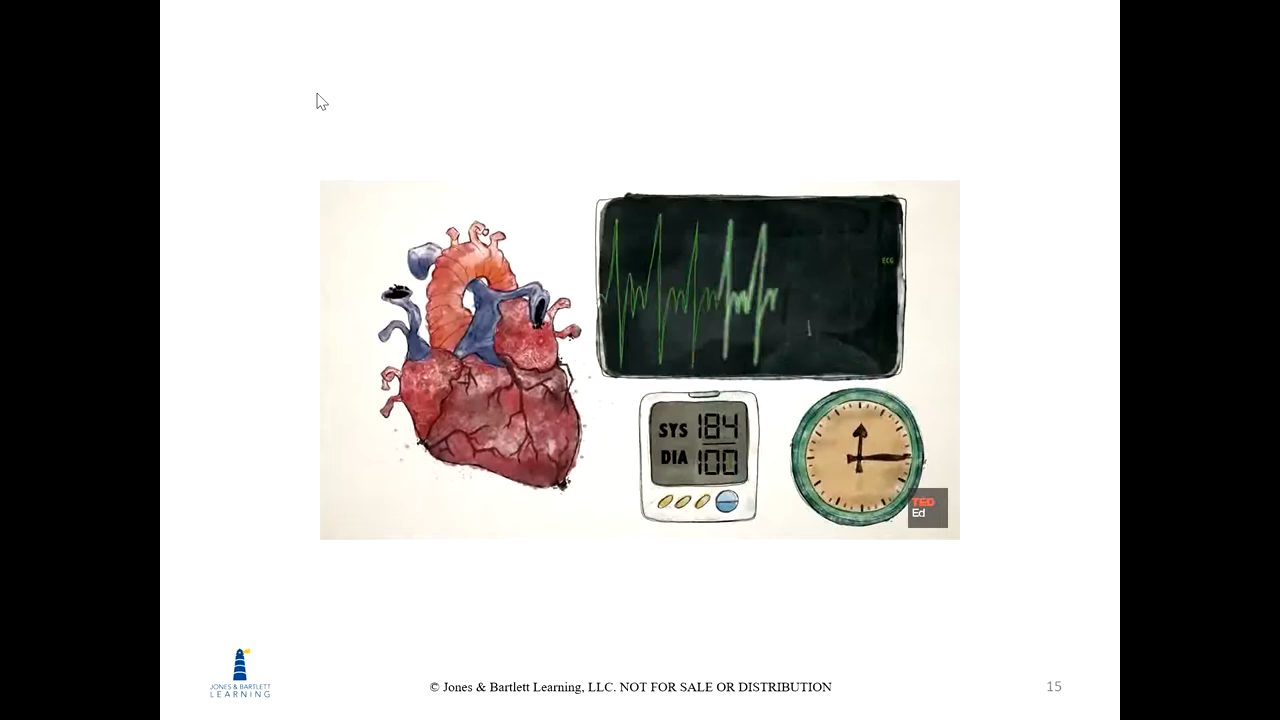 ECG
SYS 184
DIA 100
TED
Ed
JONES & BARTLETT
LEARNING
© Jones & Bartlett Learning, LLC. NOT FOR SALE OR DISTRIBUTION
15